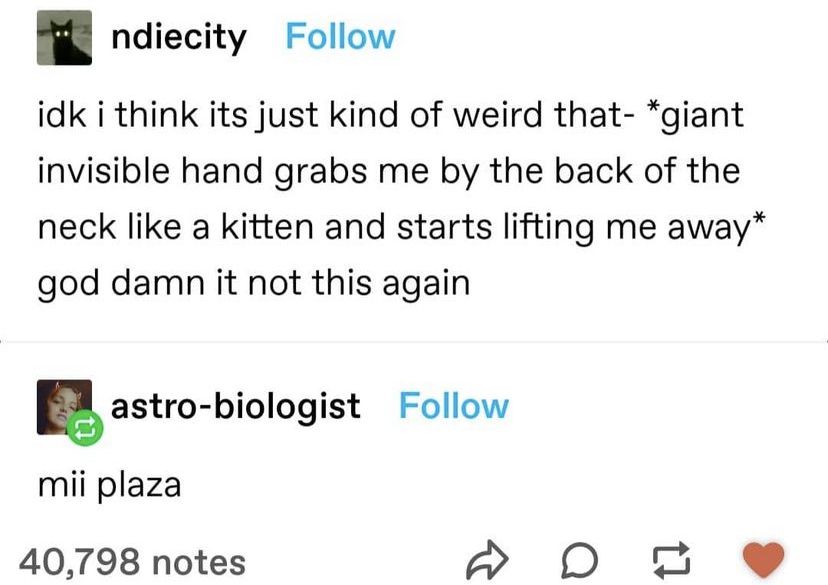 ndiecity Follow
idk i think its just kind of weird that- *giant
invisible hand grabs me by the back of the
neck like a kitten and starts lifting me away*
god damn it not this again
astro-biologist Follow
mii plaza
40,798 notes